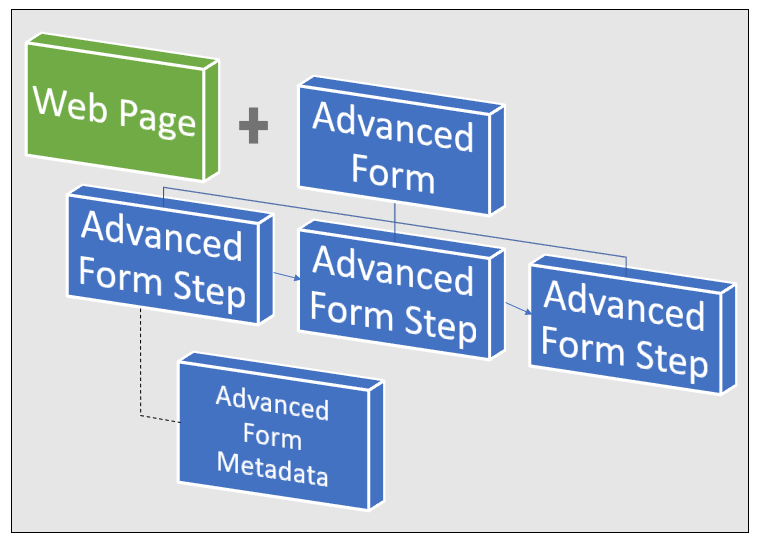 Web Page
+
Advanced
Form
Advanced
Form Step
Advanced
Form Step
Advanced
Form Step
Advanced
Form
Metadata